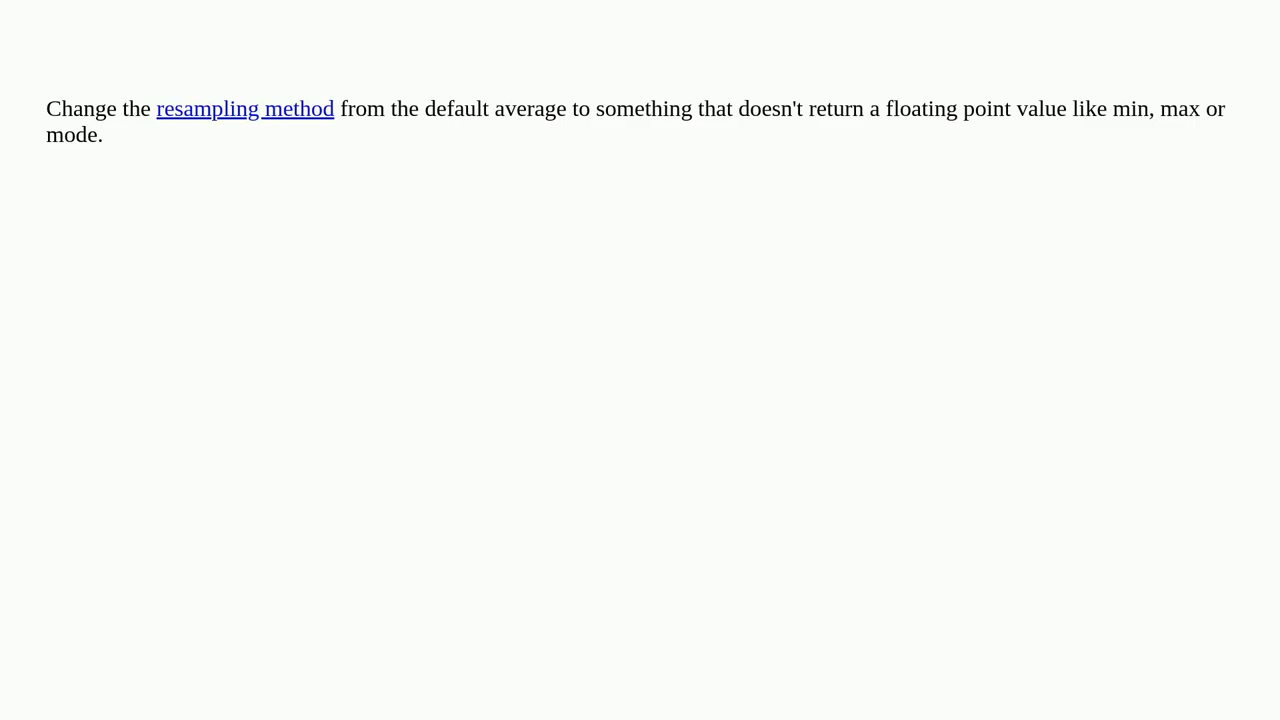 Change the resampling method from the default average to something that doesn't return a floating point value like min, max or
mode.